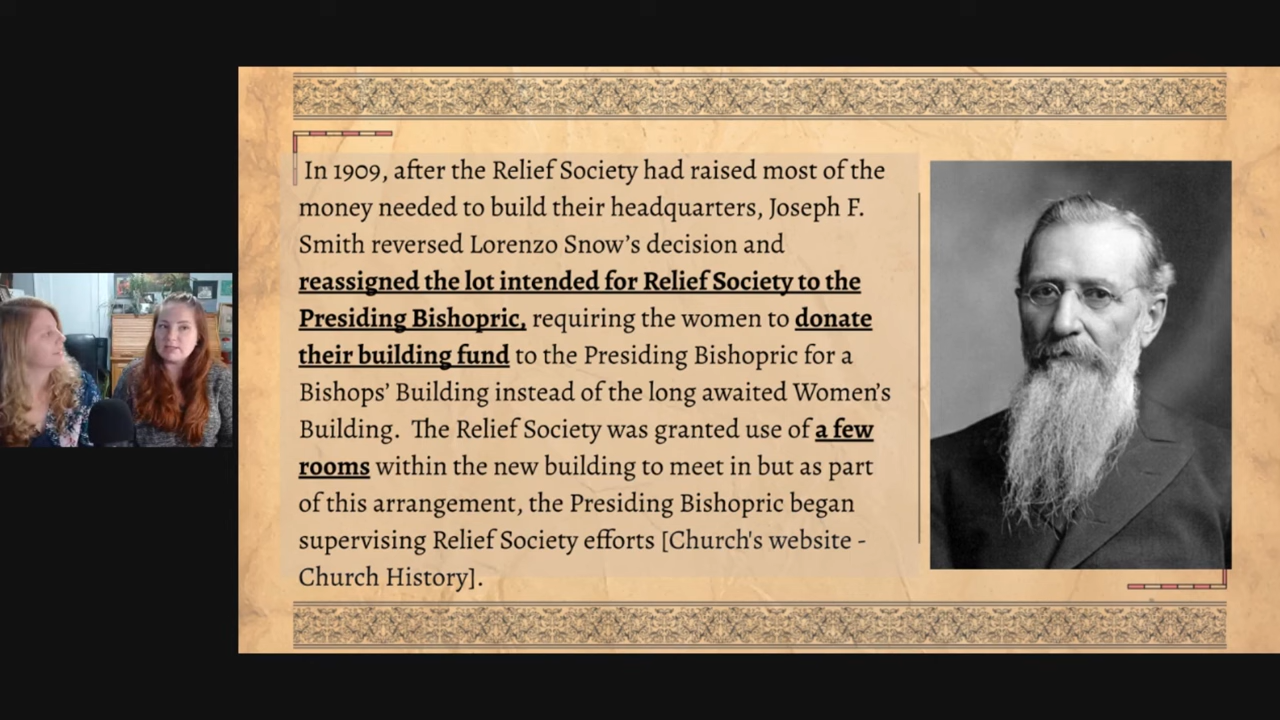 In 1909, after the Relief Society had raised most of the
money needed to build their headquarters, Joseph F.
Smith reversed Lorenzo Snow’s decision and
reassigned the lot intended for Relief Society to the
Presiding Bishopric, requiring the women to donate
their building fund to the Presiding Bishopric for a
Bishops’ Building instead of the long awaited Women’s
Building. The Relief Society was granted use of a few
rooms within the new building to meet in but as part
of this arrangement, the Presiding Bishopric began
supervising Relief Society efforts [Church's website -
Church History].